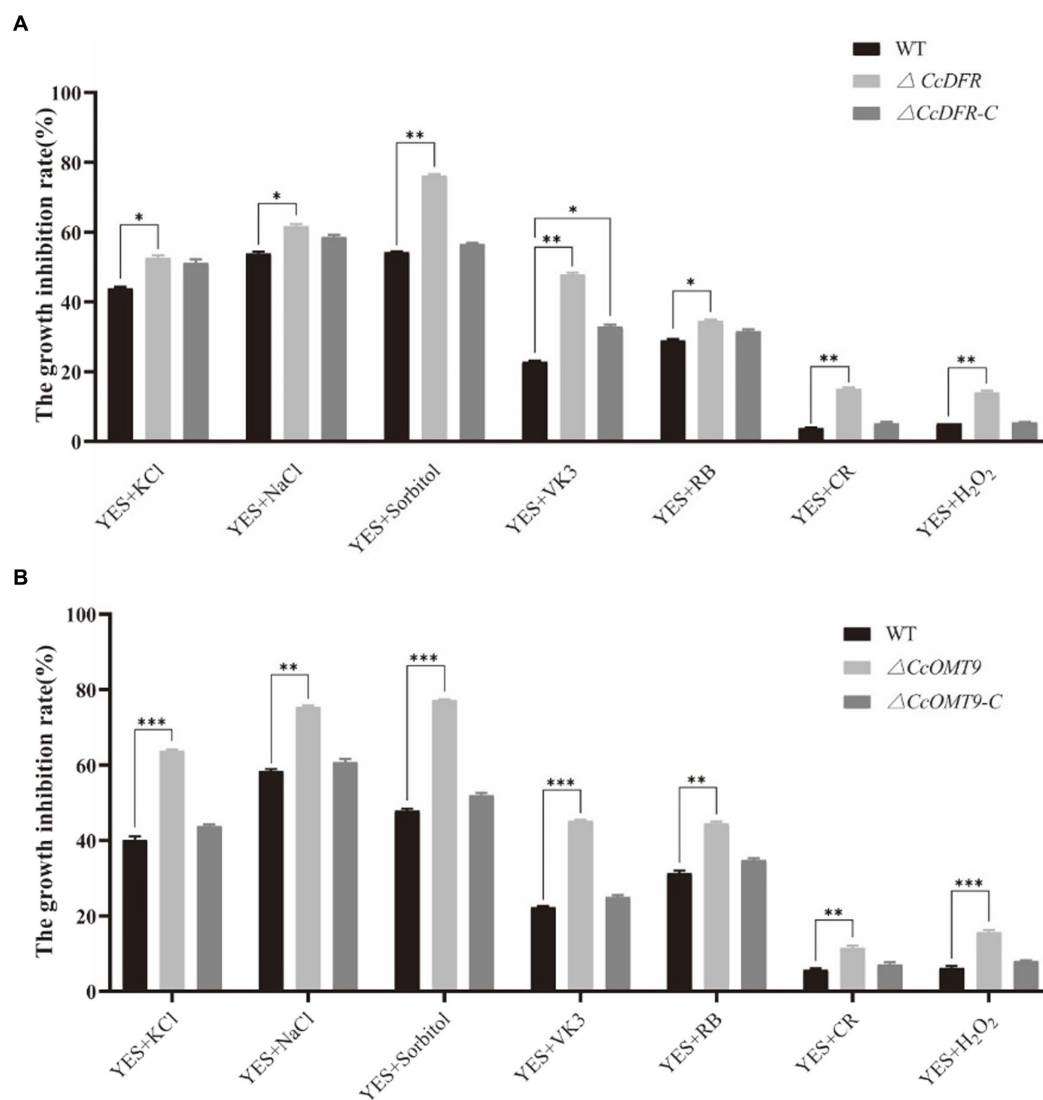 A
WT
△ CcDFR
△CcDFR-C
The growth inhibition rate(%)
100
80
60
40
20
0
*
*
**
*
**
*
**
**
YES+KCl
YES+NaCl
YES+Sorbitol
YES+VK3
YES+RB
YES+CR
YES+H₂O₂
B
WT
△CcOMT9
△CcOMT9-C
The growth inhibition rate(%)
100
80
60
40
20
0
***
**
***
***
**
**
***
YES+KCl
YES+NaCl
YES+Sorbitol
YES+VK3
YES+RB
YES+CR
YES+H₂O₂